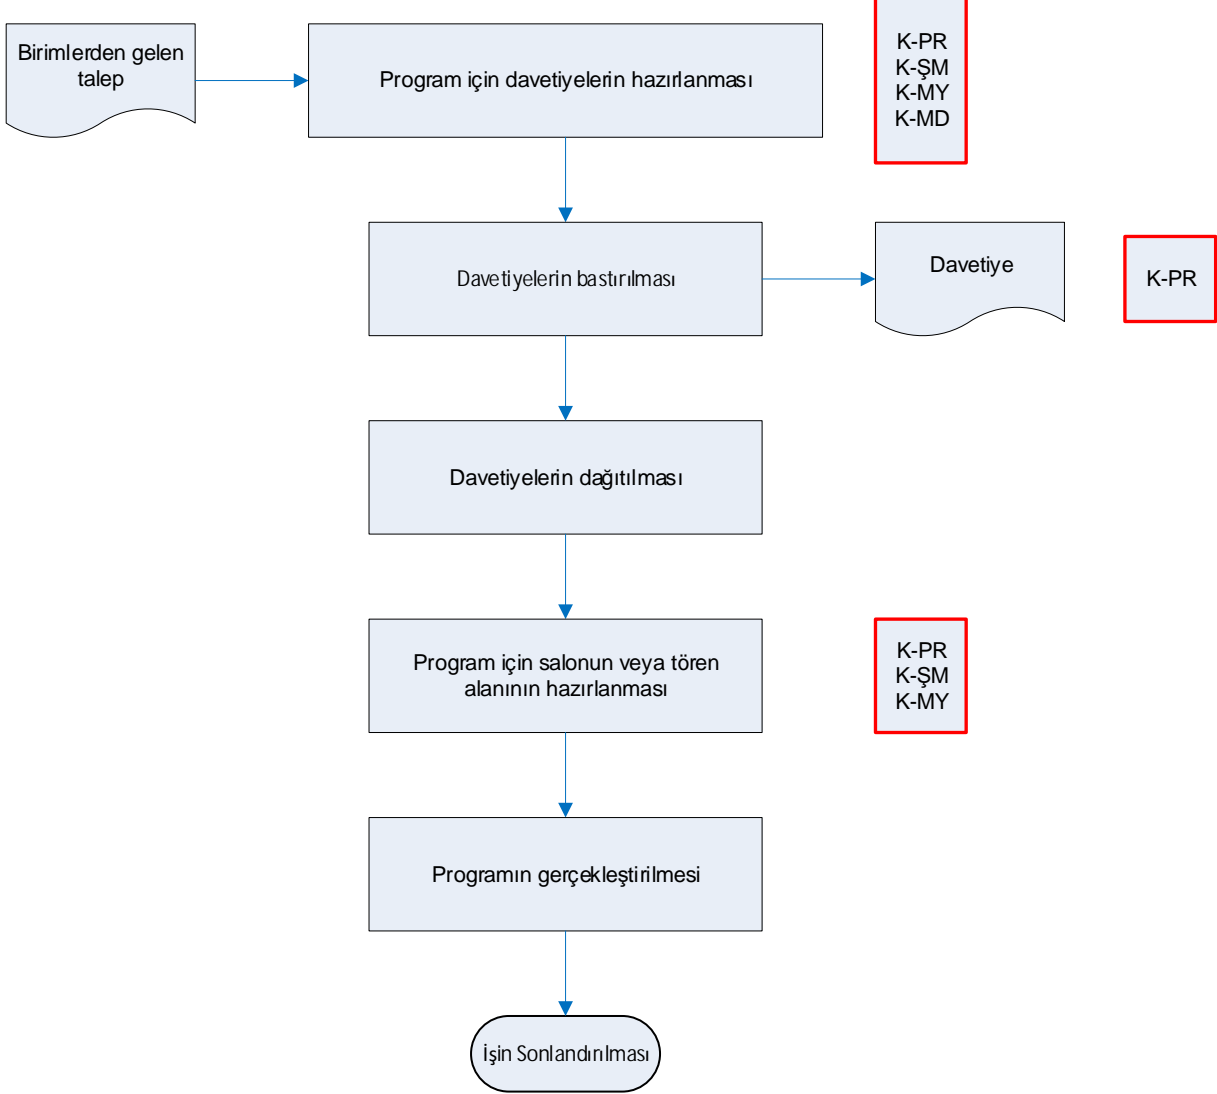 Birimlerden gelen
talep
Program için davetiyelerin hazırlanması
K-PR
K-ŞM
K-MY
K-MD
Davetiyelerin bastırılması
Davetiye
K-PR
Davetiyelerin dağıtılması
Program için salonun veya tören
alanının hazırlanması
K-PR
K-ŞM
K-MY
Programın gerçekleştirilmesi
İşin Sonlandırılması